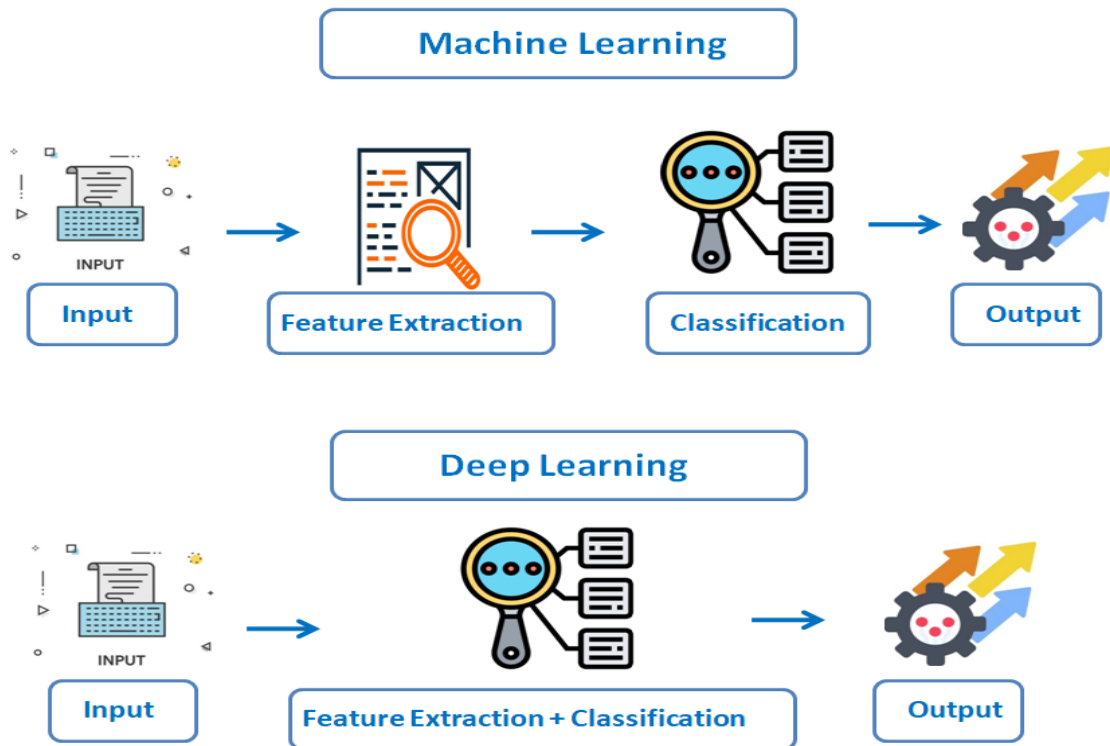 Machine Learning
INPUT
Input
Feature Extraction
Classification
Output
Deep Learning
INPUT
Input
Feature Extraction + Classification
Output